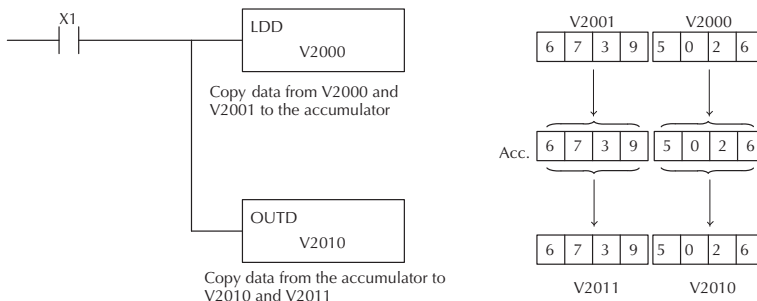 X1
LDD
V2000
Copy data from V2000 and
V2001 to the accumulator
OUTD
V2010
Copy data from the accumulator to
V2010 and V2011
V2001 V2000
6 7 3 9 5 0 2 6
Acc. 6 7 3 9 5 0 2 6
6 7 3 9 5 0 2 6
V2011 V2010